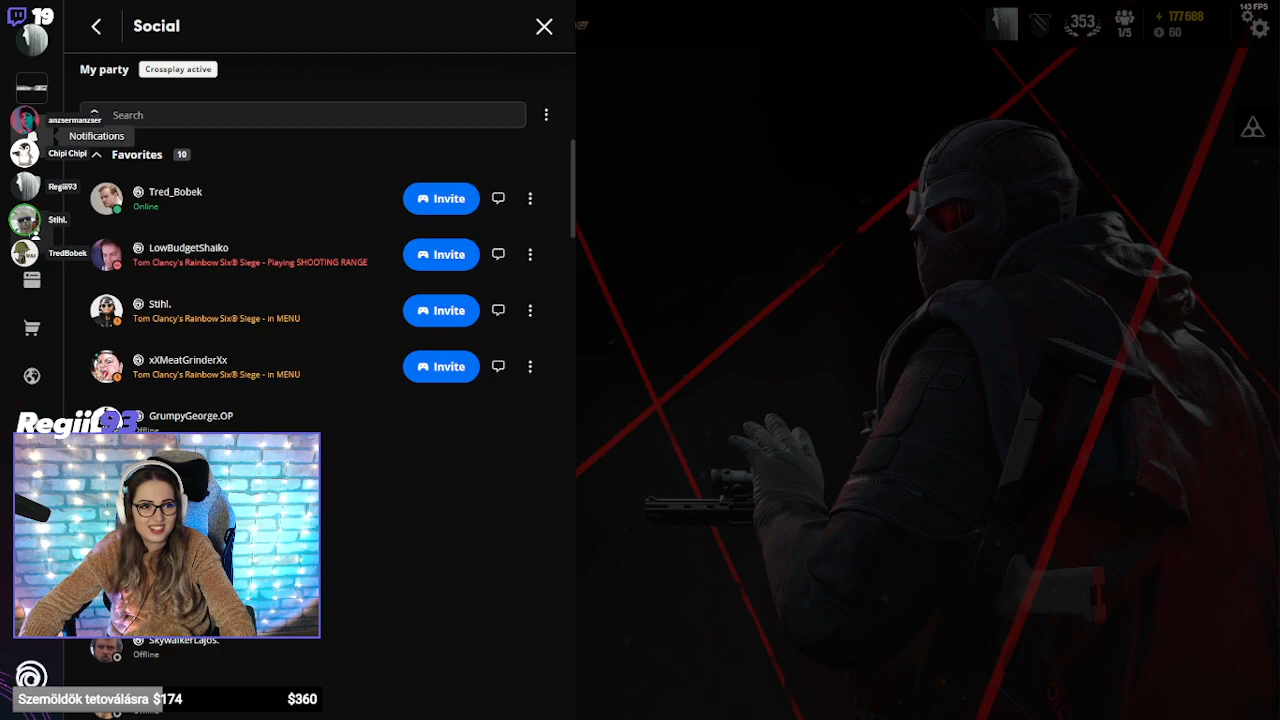 19
Social
143 FPS
353
1/5
177688
60
My party
Crossplay active
Search
anzsermanzser
Notifications
Chipi Chipi
Favorites
10
Regiii93
Tred_Bobek
Online
Invite
Stihl.
TredBobek
LowBudgetShaiko
Tom Clancy's Rainbow Six® Siege - Playing SHOOTING RANGE
Invite
Stihl.
Tom Clancy's Rainbow Six® Siege - in MENU
Invite
xXMeatGrinderXx
Tom Clancy's Rainbow Six® Siege - in MENU
Invite
GrumpyGeorge.OP
Offline
SkywalkerLajos.
Offline
Szemöldök tetoválásra $174
$360